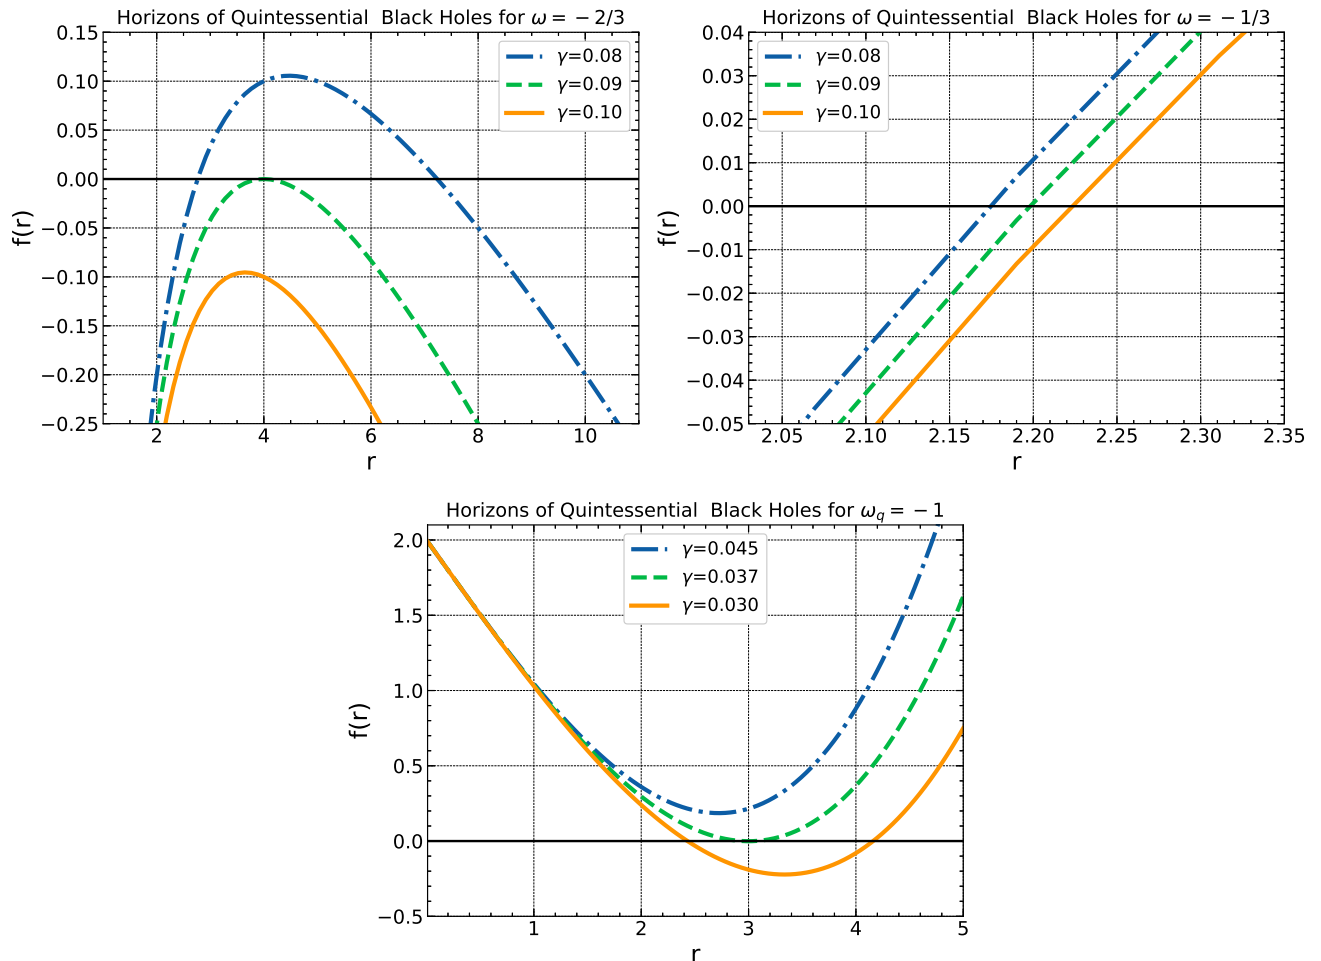 Horizons of Quintessential  Black Holes for ω = −2/3
0.15
0.10
0.05
0.00
−0.05
−0.10
−0.15
−0.20
−0.25
f(r)
γ=0.08
γ=0.09
γ=0.10
2 4 6 8 10
r
Horizons of Quintessential  Black Holes for ω = −1/3
0.04
0.03
0.02
0.01
0.00
−0.01
−0.02
−0.03
−0.04
−0.05
f(r)
γ=0.08
γ=0.09
γ=0.10
2.05 2.10 2.15 2.20 2.25 2.30 2.35
r
Horizons of Quintessential  Black Holes for ω_q = −1
2.0
1.5
1.0
0.5
0.0
−0.5
f(r)
γ=0.045
γ=0.037
γ=0.030
1 2 3 4 5
r